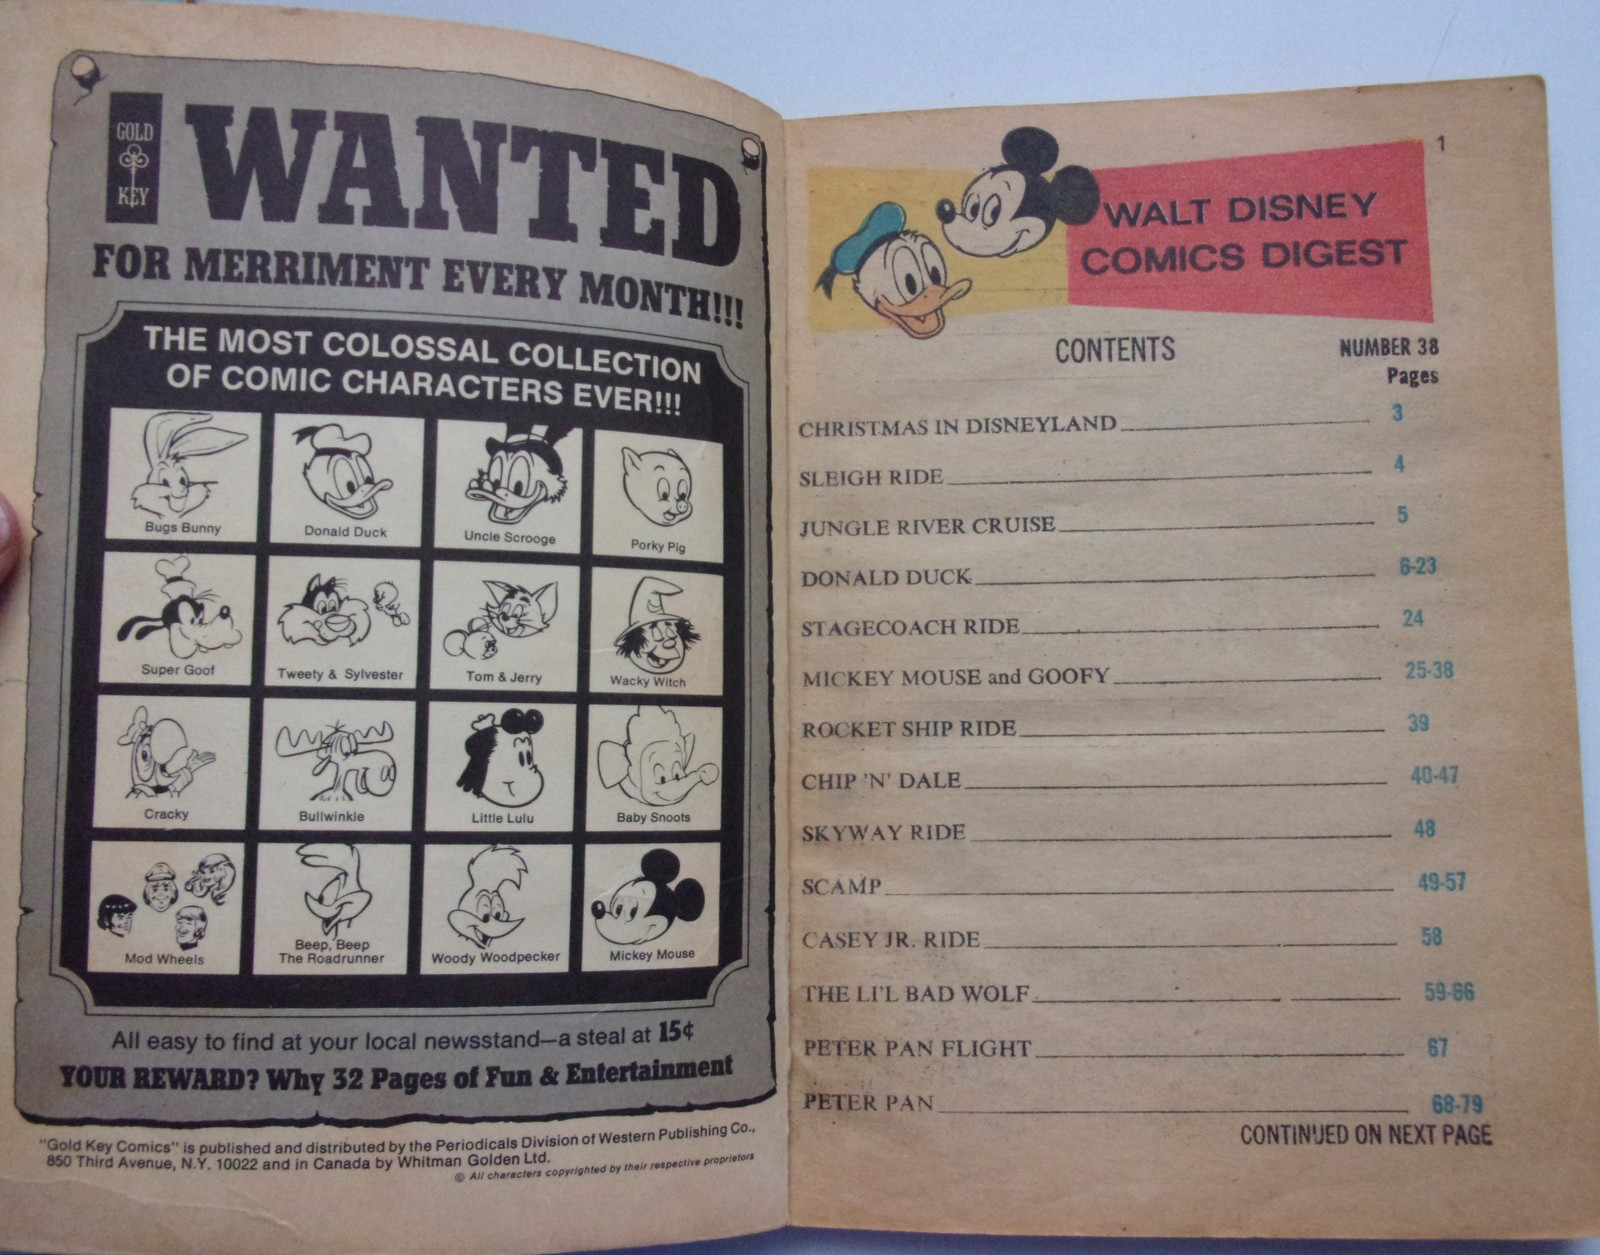 GOLD
KEY
WANTED
FOR MERRIMENT EVERY MONTH!!!
THE MOST COLOSSAL COLLECTION
OF COMIC CHARACTERS EVER!!!
Bugs Bunny
Donald Duck
Uncle Scrooge
Porky Pig
Super Goof
Tweety & Sylvester
Tom & Jerry
Wacky Witch
Cracky
Bullwinkle
Little Lulu
Baby Snoots
Mod Wheels
Beep, Beep
The Roadrunner
Woody Woodpecker
Mickey Mouse
All easy to find at your local newsstand—a steal at 15¢
YOUR REWARD? Why 32 Pages of Fun & Entertainment
"Gold Key Comics" is published and distributed by the Periodicals Division of Western Publishing Co.,
850 Third Avenue, N.Y. 10022 and in Canada by Whitman Golden Ltd.
© All characters copyrighted by their respective proprietors
1
WALT DISNEY
COMICS DIGEST
CONTENTS NUMBER 38
Pages
CHRISTMAS IN DISNEYLAND 3
SLEIGH RIDE 4
JUNGLE RIVER CRUISE 5
DONALD DUCK 6-23
STAGECOACH RIDE 24
MICKEY MOUSE and GOOFY 25-38
ROCKET SHIP RIDE 39
CHIP 'N' DALE 40-47
SKYWAY RIDE 48
SCAMP 49-57
CASEY JR. RIDE 58
THE LI'L BAD WOLF 59-66
PETER PAN FLIGHT 67
PETER PAN 68-79
CONTINUED ON NEXT PAGE